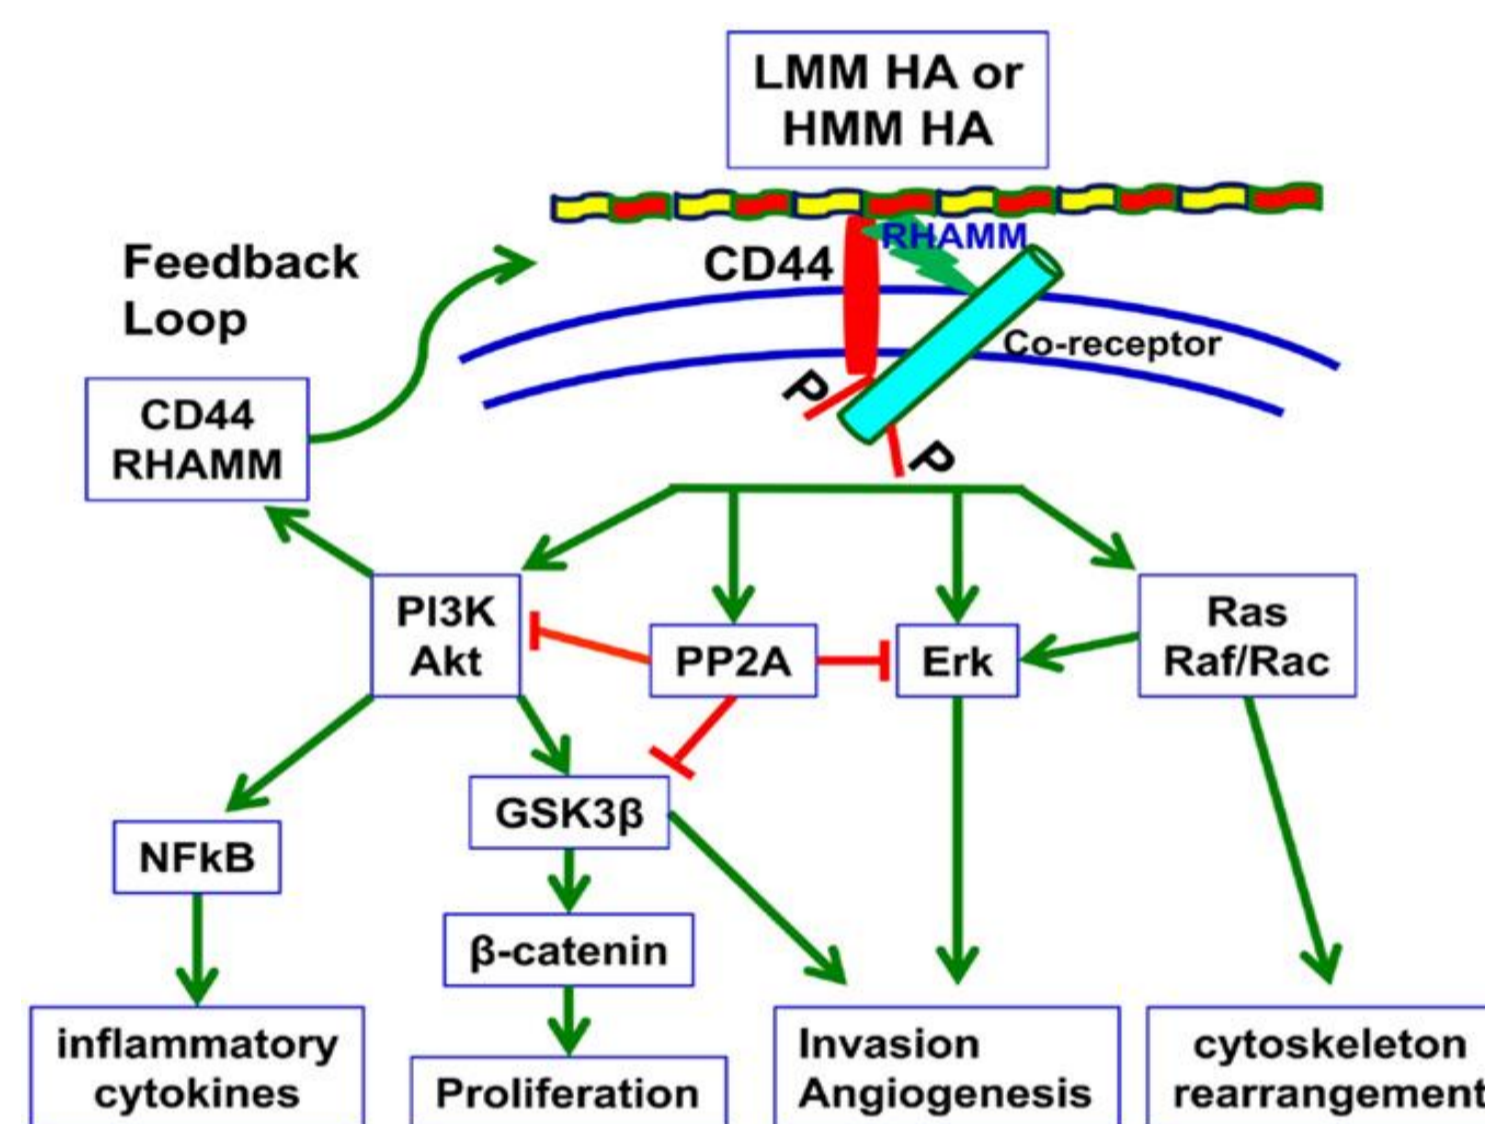 LMM HA or
HMM HA
RHAMM
CD44
Feedback
Loop
Co-receptor
P
P
CD44
RHAMM
PI3K
Akt
PP2A
Erk
Ras
Raf/Rac
GSK3β
NFkB
β-catenin
inflammatory
cytokines
Proliferation
Invasion
Angiogenesis
cytoskeleton
rearrangement